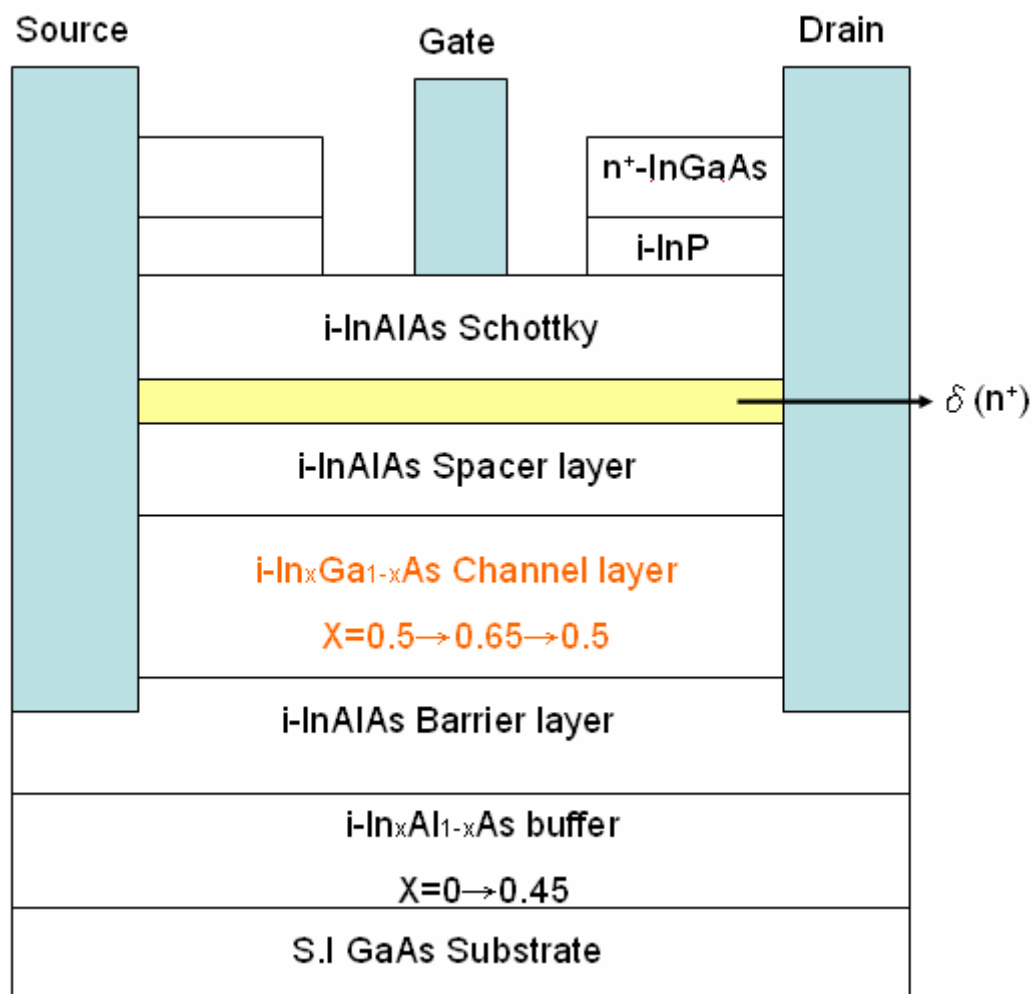 Source
Gate
Drain
n⁺-InGaAs
i-InP
i-InAlAs Schottky
δ (n⁺)
i-InAlAs Spacer layer
i-InₓGa₁₋ₓAs Channel layer
X=0.5→0.65→0.5
i-InAlAs Barrier layer
i-InₓAl₁₋ₓAs buffer
X=0→0.45
S.I GaAs Substrate